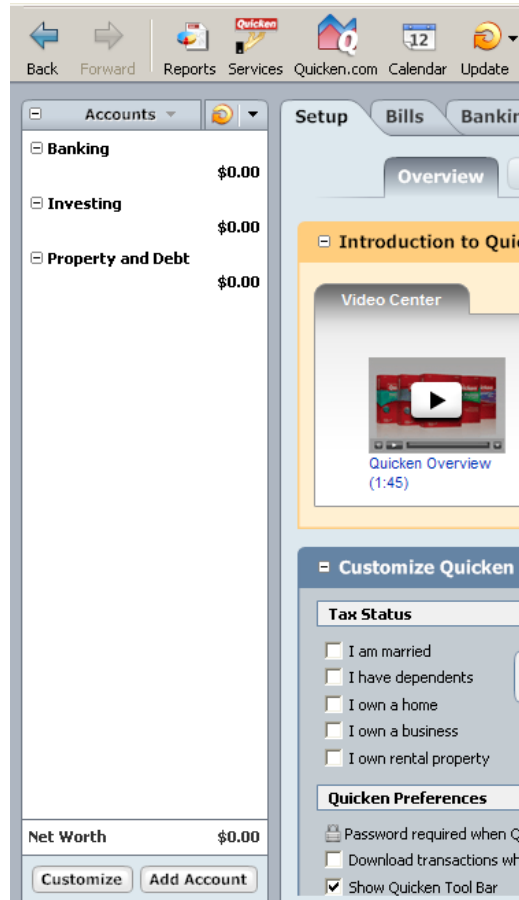 Quicken
12
Back Forward Reports Services Quicken.com Calendar Update
Accounts
Setup Bills
Overview
Banking
$0.00
Investing
$0.00
Property and Debt
$0.00
Net Worth $0.00
Customize Add Account
Introduction to
Video Center
Quicken Overview
(1:45)
Customize Quicken
Tax Status
I am married
I have dependents
I own a home
I own a business
I own rental property
Quicken Preferences
Password required when
Download transactions
Show Quicken Tool Bar